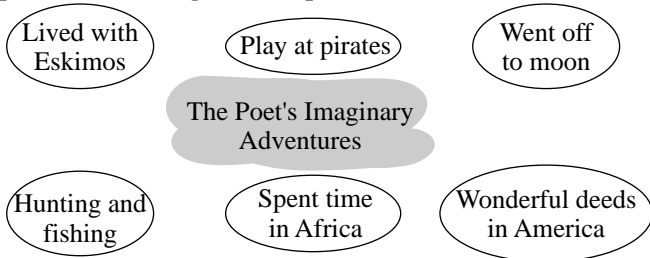 Lived with
Eskimos
Play at pirates
Went off
to moon
The Poet's Imaginary
Adventures
Hunting and
fishing
Spent time
in Africa
Wonderful deeds
in America